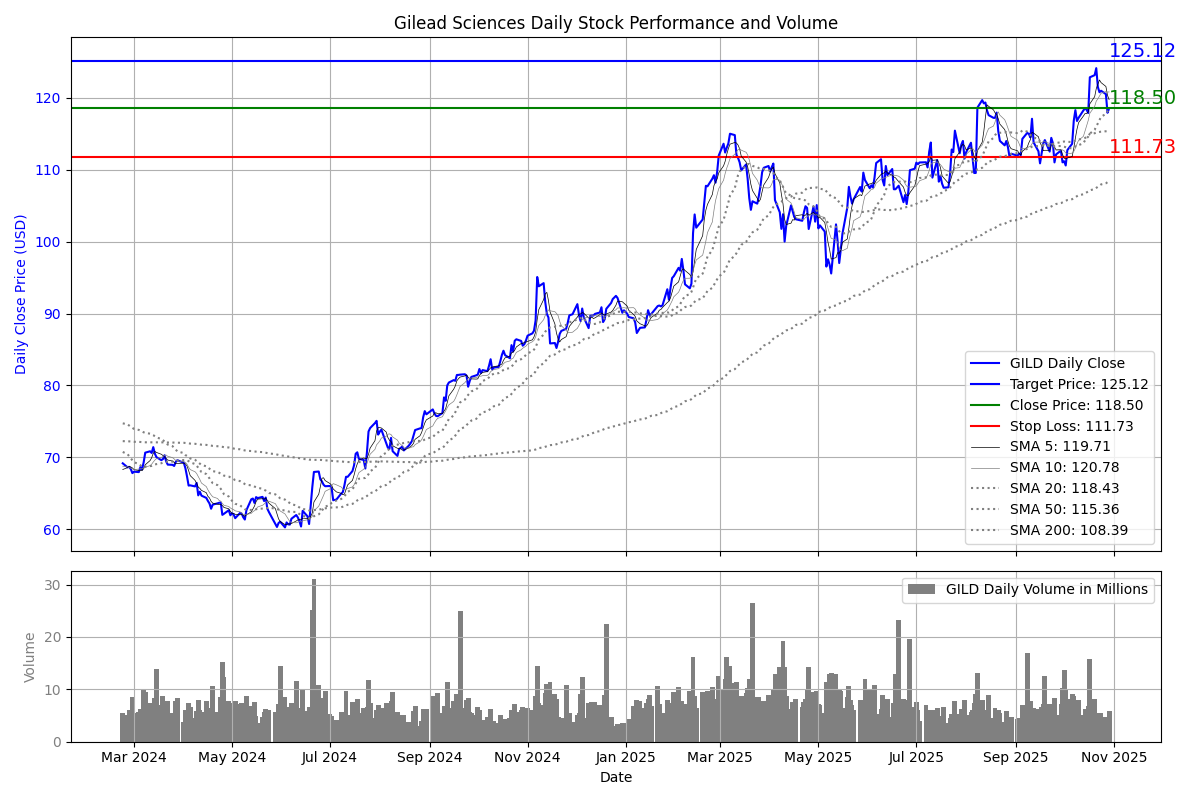 Gilead Sciences Daily Stock Performance and Volume
Daily Close Price (USD)
120
110
100
90
80
70
60
125.12
118.50
111.73
GILD Daily Close
Target Price: 125.12
Close Price: 118.50
Stop Loss: 111.73
SMA 5: 119.71
SMA 10: 120.78
SMA 20: 118.43
SMA 50: 115.36
SMA 200: 108.39
Volume
30
20
10
0
GILD Daily Volume in Millions
Mar 2024 May 2024 Jul 2024 Sep 2024 Nov 2024 Jan 2025 Mar 2025 May 2025 Jul 2025 Sep 2025 Nov 2025
Date